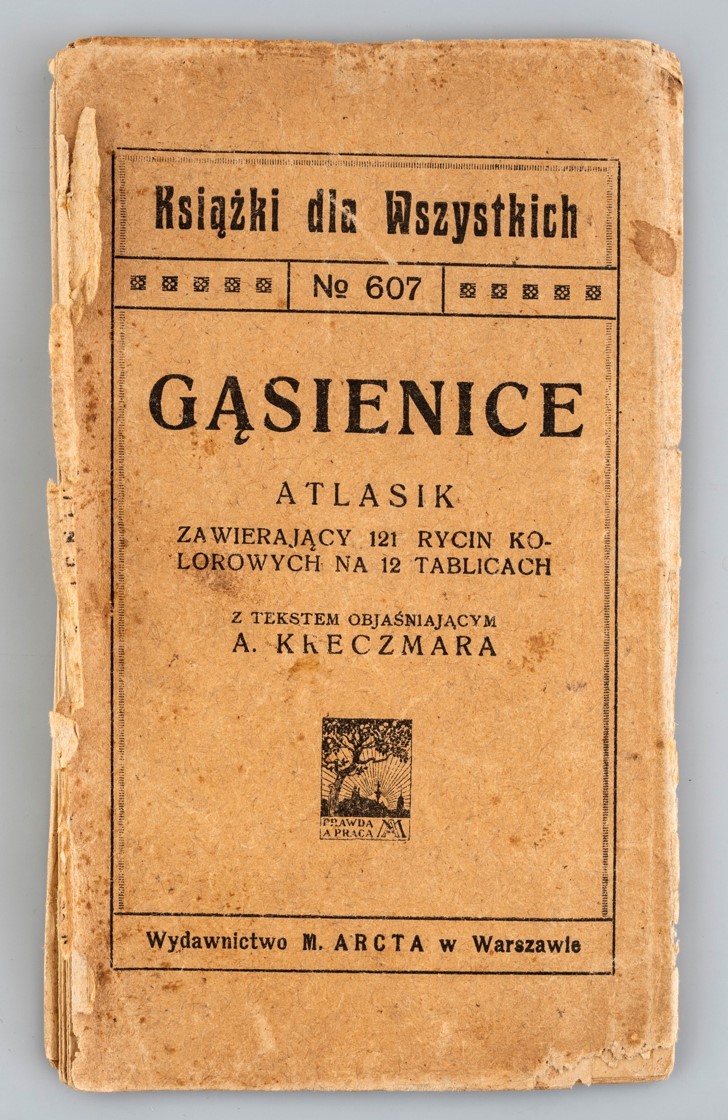 Książki dla Wszystkich
№ 607
GĄSIENICE
ATLASIK
ZAWIERAJĄCY 121 RYCIN KO-
LOROWYCH NA 12 TABLICACH
Z TEKSTEM OBJAŚNIAJĄCYM
A. KRECZMARA
PRAWDA
A PRACĄ
Wydawnictwo M. ARCTA w Warszawie